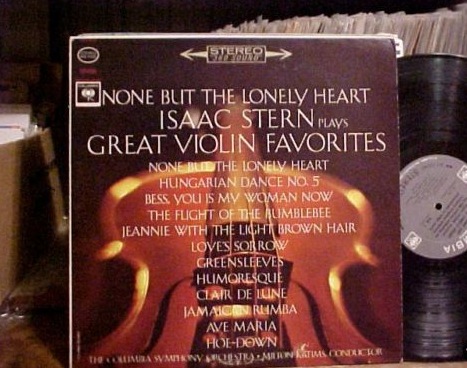 STEREO
"360 SOUND"
NONE BUT THE LONELY HEART
ISAAC STERN PLAYS
GREAT VIOLIN FAVORITES
NONE BUT THE LONELY HEART
HUNGARIAN DANCE NO. 5
BESS, YOU IS MY WOMAN NOW
THE FLIGHT OF THE BUMBLEBEE
JEANNIE WITH THE LIGHT BROWN HAIR
LOVE'S SORROW
GREENSLEEVES
HUMORESQUE
CLAIR DE LUNE
JAMAICAN RUMBA
AVE MARIA
HOE-DOWN
THE COLUMBIA SYMPHONY ORCHESTRA • MILTON KATIMS, CONDUCTOR